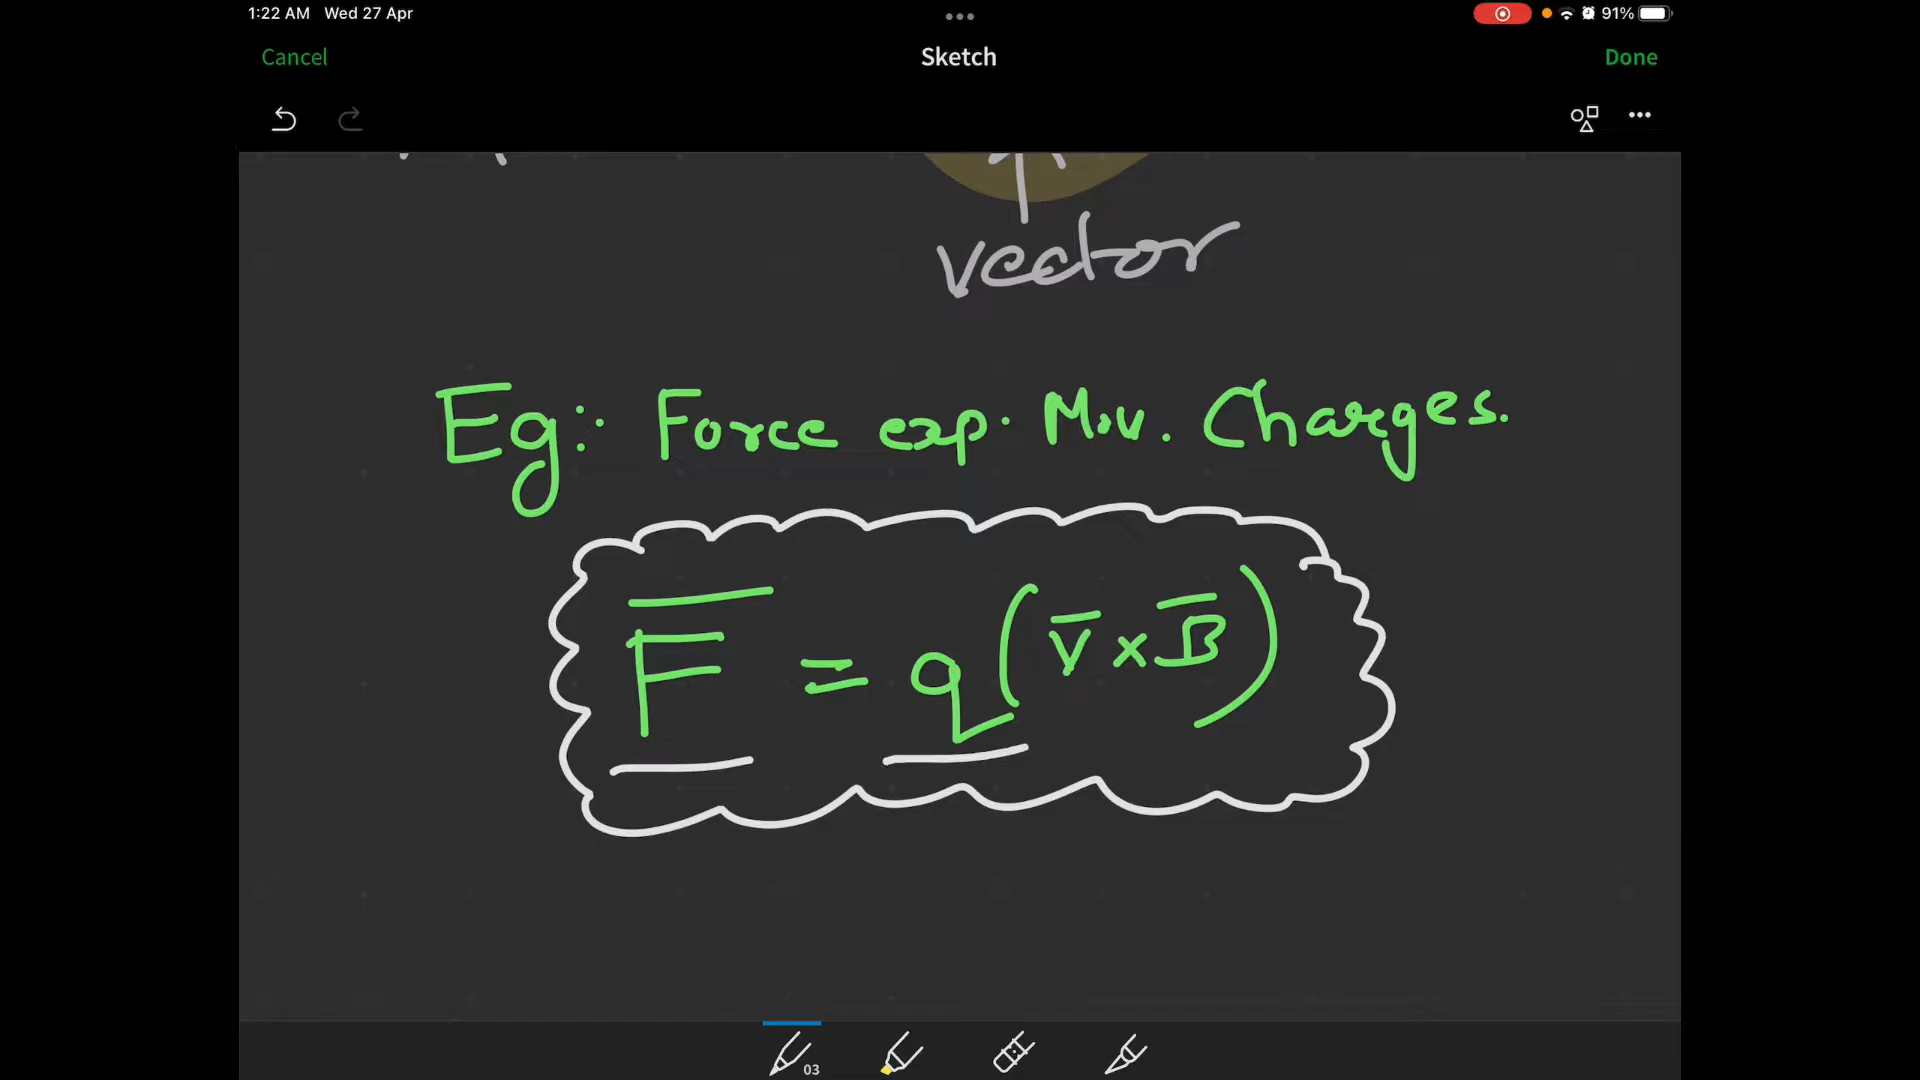 1:22 AM Wed 27 Apr 91%
Cancel Sketch Done
vector
Eg: Force exp. Mov. Charges.
F̅ = q (v̅ × B̅)
03